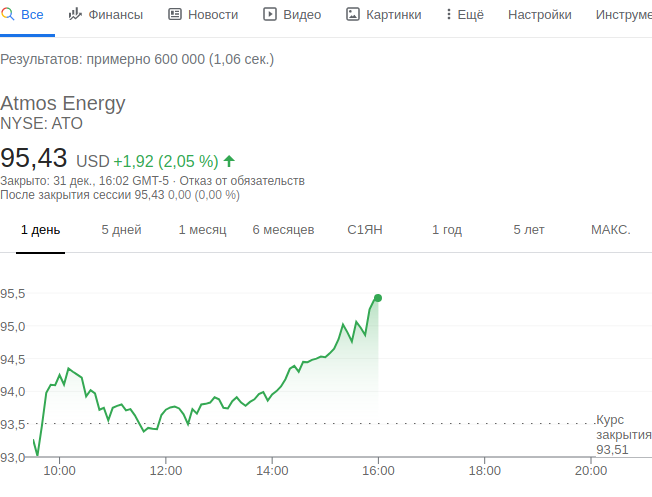 Все Финансы Новости Видео Картинки Ещё Настройки Инструме
Результатов: примерно 600 000 (1,06 сек.)
Atmos Energy
NYSE: ATO
95,43 USD +1,92 (2,05 %)
Закрыто: 31 дек., 16:02 GMT-5 · Отказ от обязательств
После закрытия сессии 95,43 0,00 (0,00 %)
1 день 5 дней 1 месяц 6 месяцев С1ЯН 1 год 5 лет МАКС.
95,5
95,0
94,5
94,0
93,5
93,0
Курс
закрытия
93,51
10:00 12:00 14:00 16:00 18:00 20:00